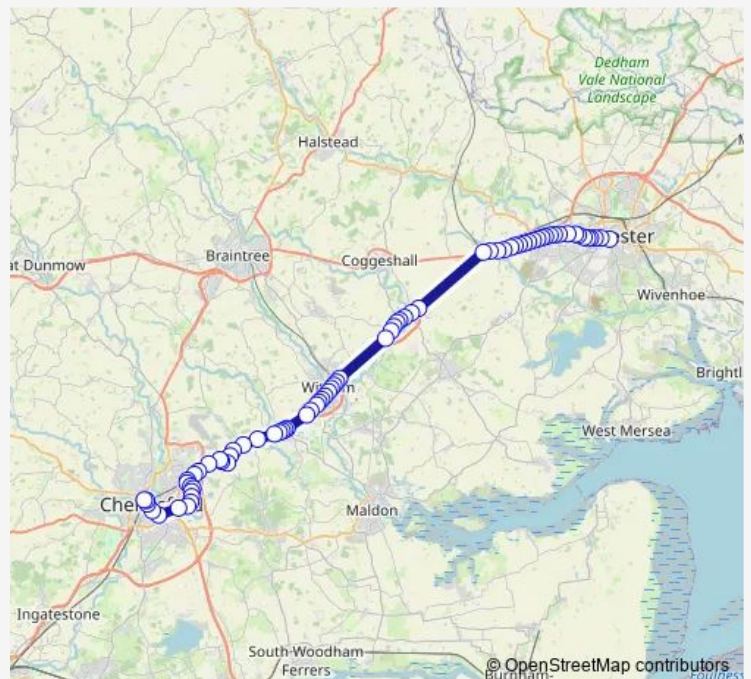 Dedham
Vale National
Landscape
Halstead
Braintree
Coggeshall
at Dunmow
Wivenhoe
Brightl
West Mersea
Maldon
Ingatestone
South Woodham
Ferrers
© OpenStreetMap contributors